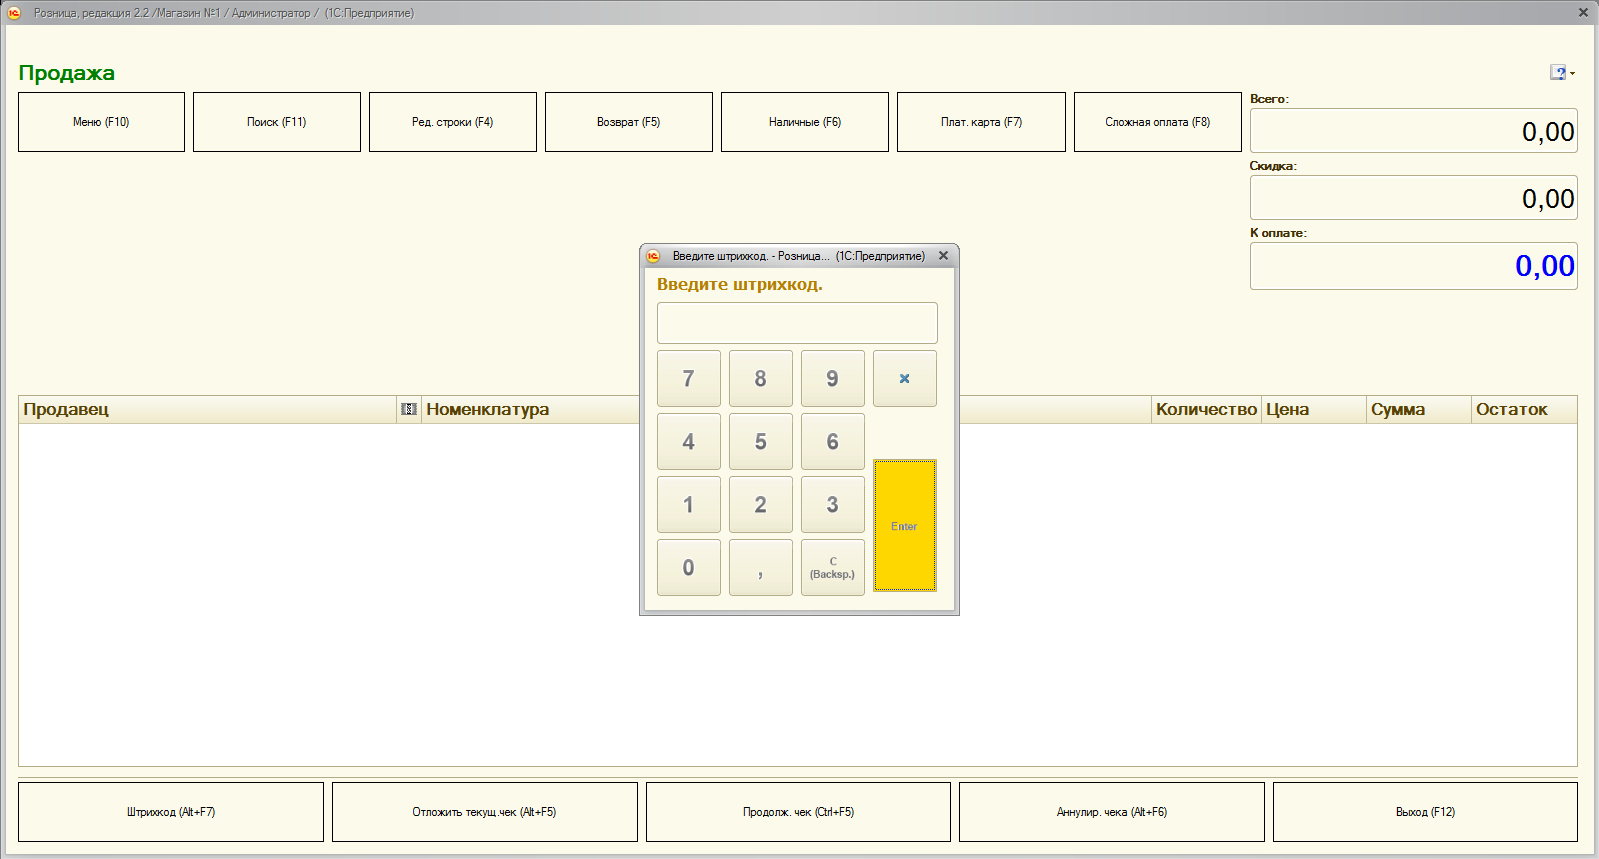 Розница, редакция 2.2 /Магазин №1 / Администратор / (1С:Предприятие)
Продажа
Меню (F10)
Поиск (F11)
Ред. строки (F4)
Возврат (F5)
Наличные (F6)
Плат. карта (F7)
Сложная оплата (F8)
Всего:
0,00
Скидка:
0,00
К оплате:
0,00
Введите штрихкод. - Розница... (1С:Предприятие)
Введите штрихкод.
7 8 9
4 5 6
1 2 3
Enter
0 , C
(Backsp.)
Продавец Номенклатура Количество Цена Сумма Остаток
Штрихкод (Alt+F7)
Отложить текущ.чек (Alt+F5)
Продолж. чек (Ctrl+F5)
Аннулир. чека (Alt+F6)
Выход (F12)